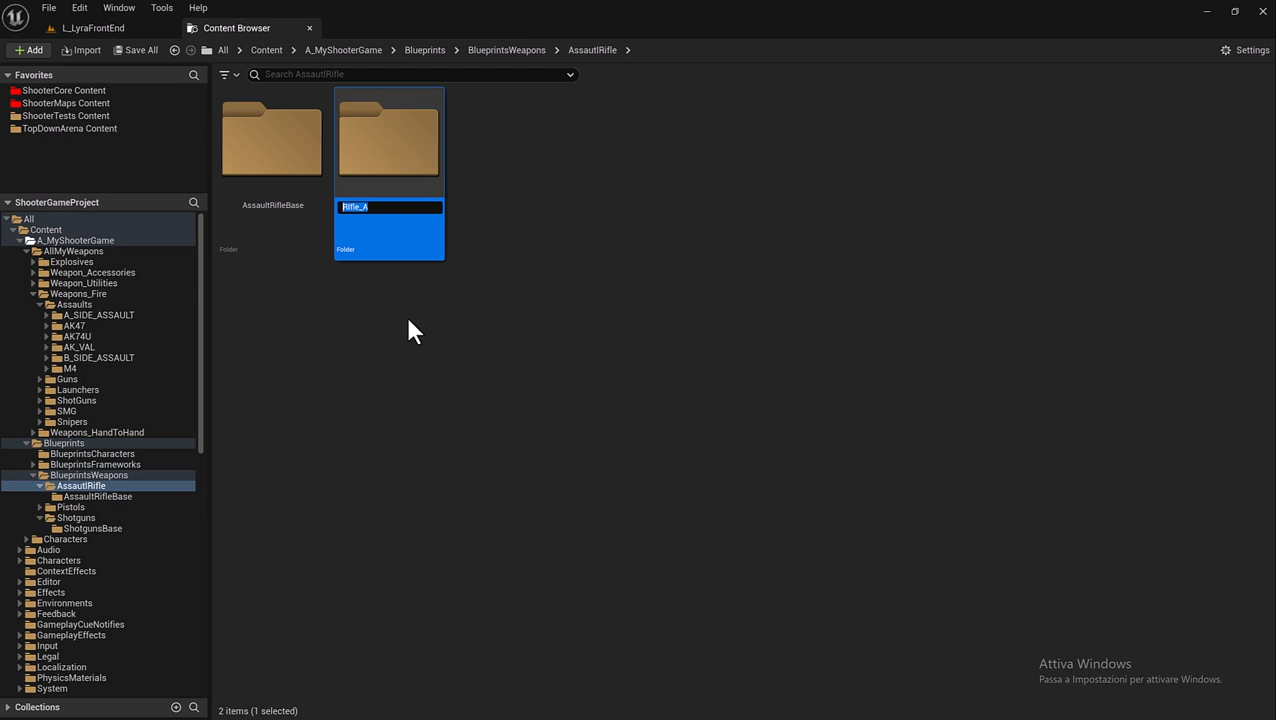 File Edit Window Tools Help
L_LyraFrontEnd Content Browser
Add Import Save All All Content A_MyShooterGame Blueprints BlueprintsWeapons AssautlRifle Settings
Favorites
ShooterCore Content
ShooterMaps Content
ShooterTests Content
TopDownArena Content
Search AssautlRifle
AssaultRifleBase
Folder
Rifle_A
Folder
ShooterGameProject
All
Content
A_MyShooterGame
AllMyWeapons
Explosives
Weapon_Accessories
Weapon_Utilities
Weapons_Fire
Assaults
A_SIDE_ASSAULT
AK47
AK74U
AK_VAL
B_SIDE_ASSAULT
M4
Guns
Launchers
ShotGuns
SMG
Snipers
Weapons_HandToHand
Blueprints
BlueprintsCharacters
BlueprintsFrameworks
BlueprintsWeapons
AssautlRifle
AssaultRifleBase
Pistols
Shotguns
ShotgunsBase
Characters
Audio
Characters
ContextEffects
Editor
Effects
Environments
Feedback
GameplayCueNotifies
GameplayEffects
Input
Legal
Localization
PhysicsMaterials
System
Collections
2 items (1 selected)
Attiva Windows
Passa a Impostazioni per attivare Windows.